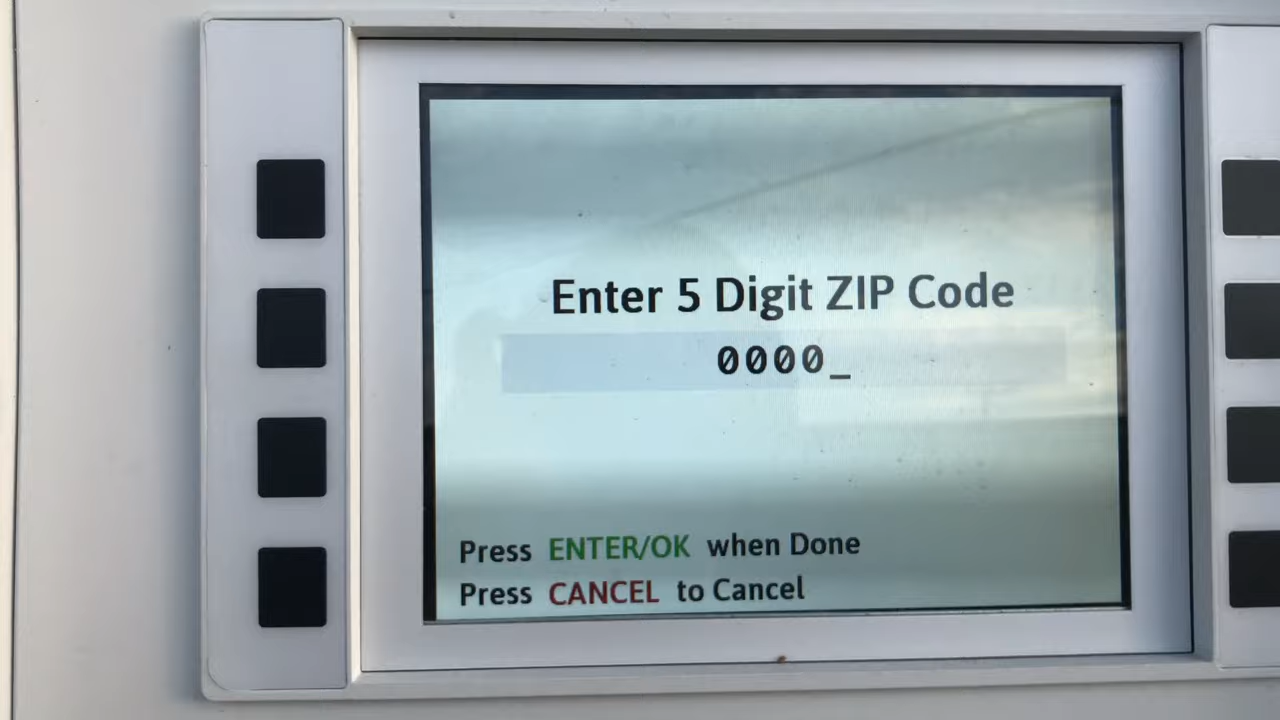 Enter 5 Digit ZIP Code
0000_
Press ENTER/OK when Done
Press CANCEL to Cancel